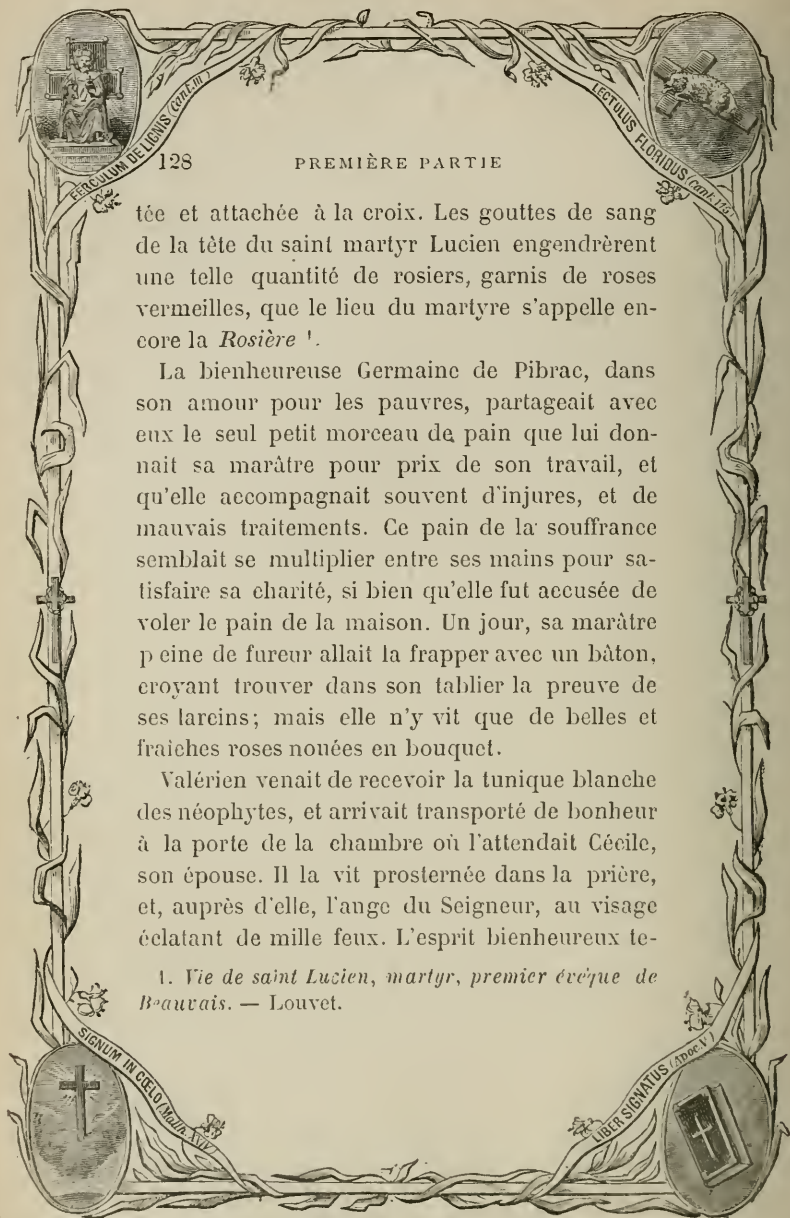 FERCULUM DE LIGNIS (Cant. III)
LECTULUS FLORIDUS (Cant. I.15)
128 PREMIÈRE PARTIE
tée et attachée à la croix. Les gouttes de sang
de la tête du saint martyr Lucien engendrèrent
une telle quantité de rosiers, garnis de roses
vermeilles, que le lieu du martyre s'appelle en-
core la Rosière 1.
La bienheureuse Germaine de Pibrac, dans
son amour pour les pauvres, partageait avec
eux le seul petit morceau de pain que lui don-
nait sa marâtre pour prix de son travail, et
qu'elle accompagnait souvent d'injures, et de
mauvais traitements. Ce pain de la souffrance
semblait se multiplier entre ses mains pour sa-
tisfaire sa charité, si bien qu'elle fut accusée de
voler le pain de la maison. Un jour, sa marâtre
p eine de fureur allait la frapper avec un bâton,
croyant trouver dans son tablier la preuve de
ses larcins; mais elle n'y vit que de belles et
fraîches roses nouées en bouquet.
Valérien venait de recevoir la tunique blanche
des néophytes, et arrivait transporté de bonheur
à la porte de la chambre où l'attendait Cécile,
son épouse. Il la vit prosternée dans la prière,
et, auprès d'elle, l'ange du Seigneur, au visage
éclatant de mille feux. L'esprit bienheureux te-
1. Vie de saint Lucien, martyr, premier évêque de
Beauvais. — Louvet.
SIGNUM IN CŒLO (Math. XVI)
LIBER SIGNATUS (Apoc. V)